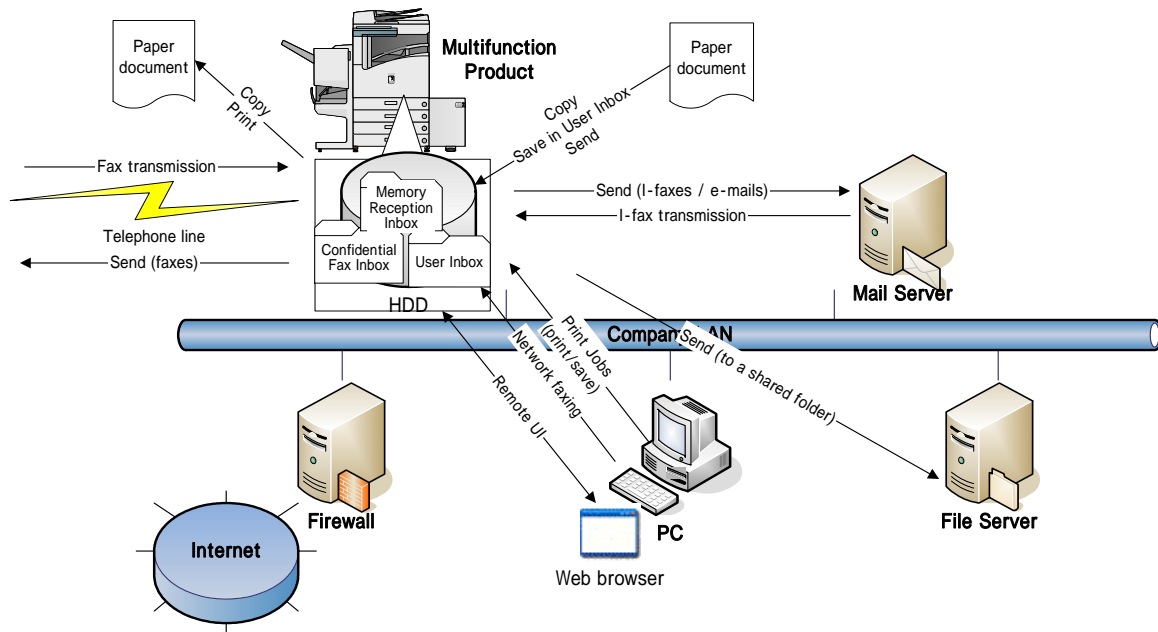 Paper
document
Multifunction
Product
Paper
document
Copy
Print
Copy
Save in User Inbox
Send
Fax transmission
Telephone line
Send (faxes)
Memory
Reception
Inbox
Confidential
Fax Inbox
User Inbox
HDD
Send (I-faxes / e-mails)
I-fax transmission
Mail Server
Company LAN
Print Jobs
(print/save)
Network faxing
Remote UI
Send (to a shared folder)
Firewall
Internet
PC
Web browser
File Server